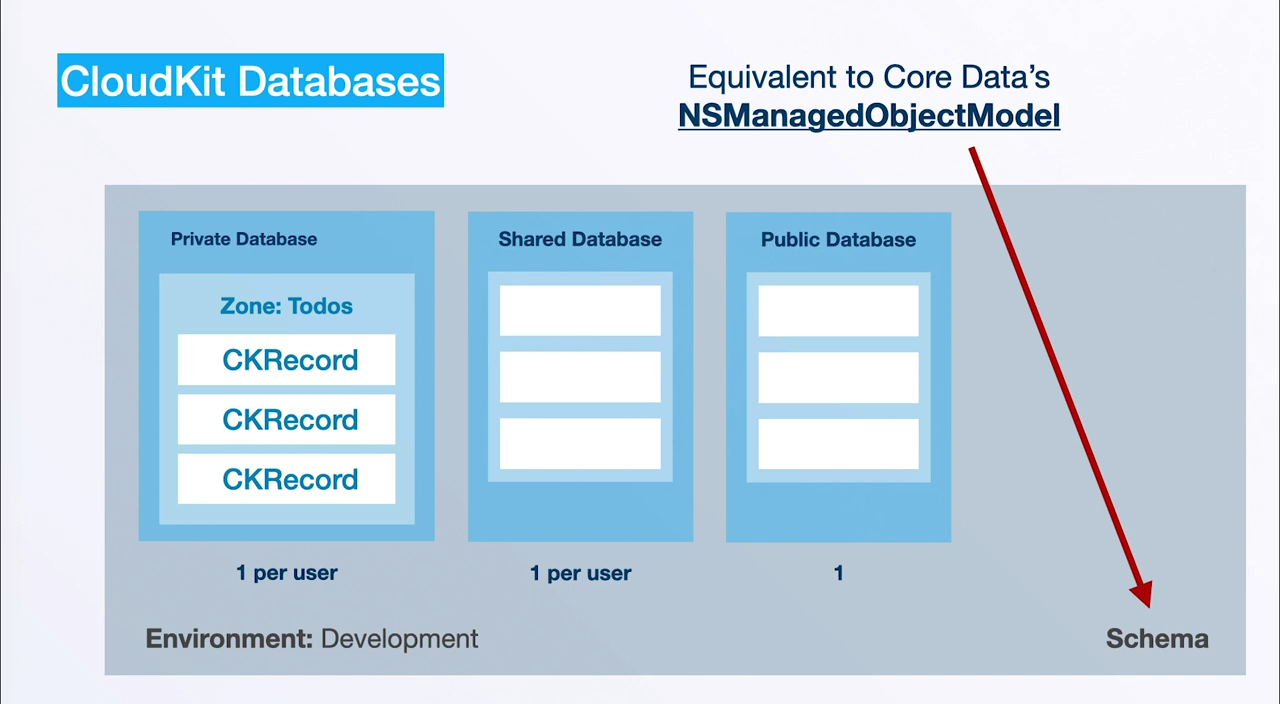 CloudKit Databases
Equivalent to Core Data’s
NSManagedObjectModel
Private Database
Zone: Todos
CKRecord
CKRecord
CKRecord
1 per user
Shared Database
1 per user
Public Database
1
Environment: Development
Schema